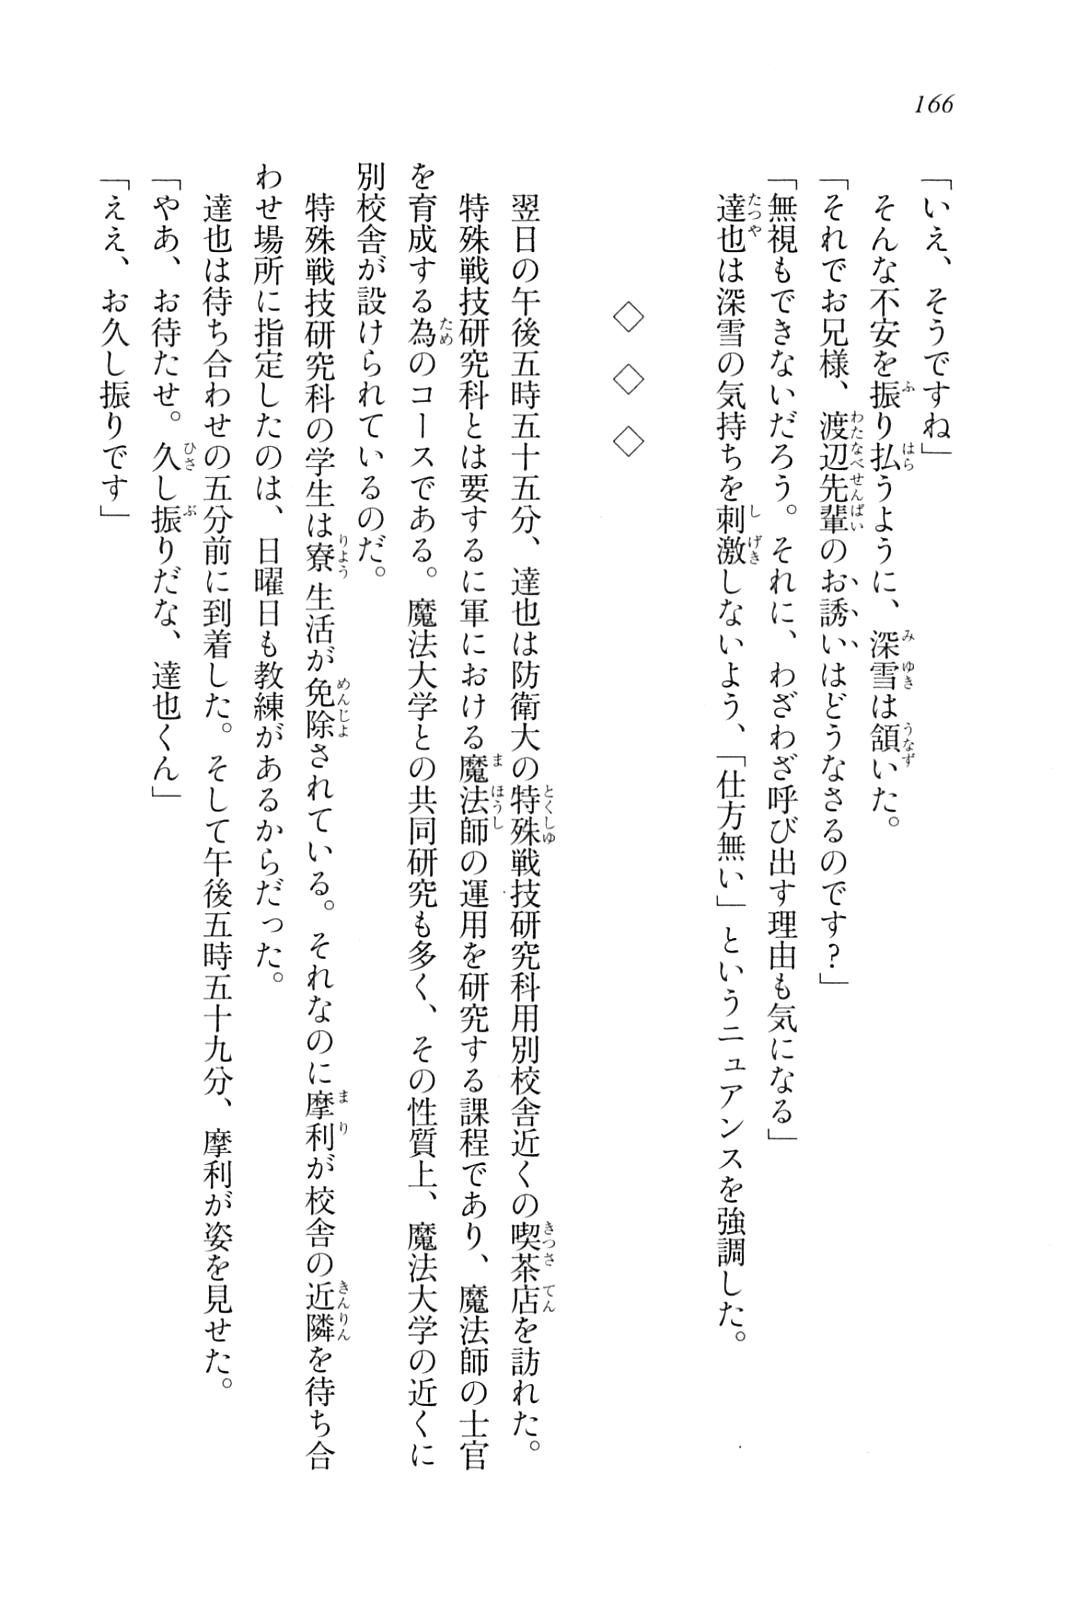 166
「いえ、そうですね」
そんな不安を振り払うように、深雪は頷いた。
「それでお兄様、渡辺先輩のお誘いはどうなさるのです?」
「無視もできないだろう。それに、わざわざ呼び出す理由も気になる」
達也は深雪の気持ちを刺激しないよう、「仕方無い」というニュアンスを強調した。
◇ ◇ ◇
翌日の午後五時五十五分、達也は防衛大の特殊戦技研究科用別校舎近くの喫茶店を訪れた。
特殊戦技研究科とは要するに軍における魔法師の運用を研究する課程であり、魔法師の士官
を育成する為のコースである。魔法大学との共同研究も多く、その性質上、魔法大学の近くに
別校舎が設けられているのだ。
特殊戦技研究科の学生は寮生活が免除されている。それなのに摩利が校舎の近隣を待ち合
わせ場所に指定したのは、日曜日も教練があるからだった。
達也は待ち合わせの五分前に到着した。そして午後五時五十九分、摩利が姿を見せた。
「やあ、お待たせ。久し振りだな、達也くん」
「ええ、お久し振りです」